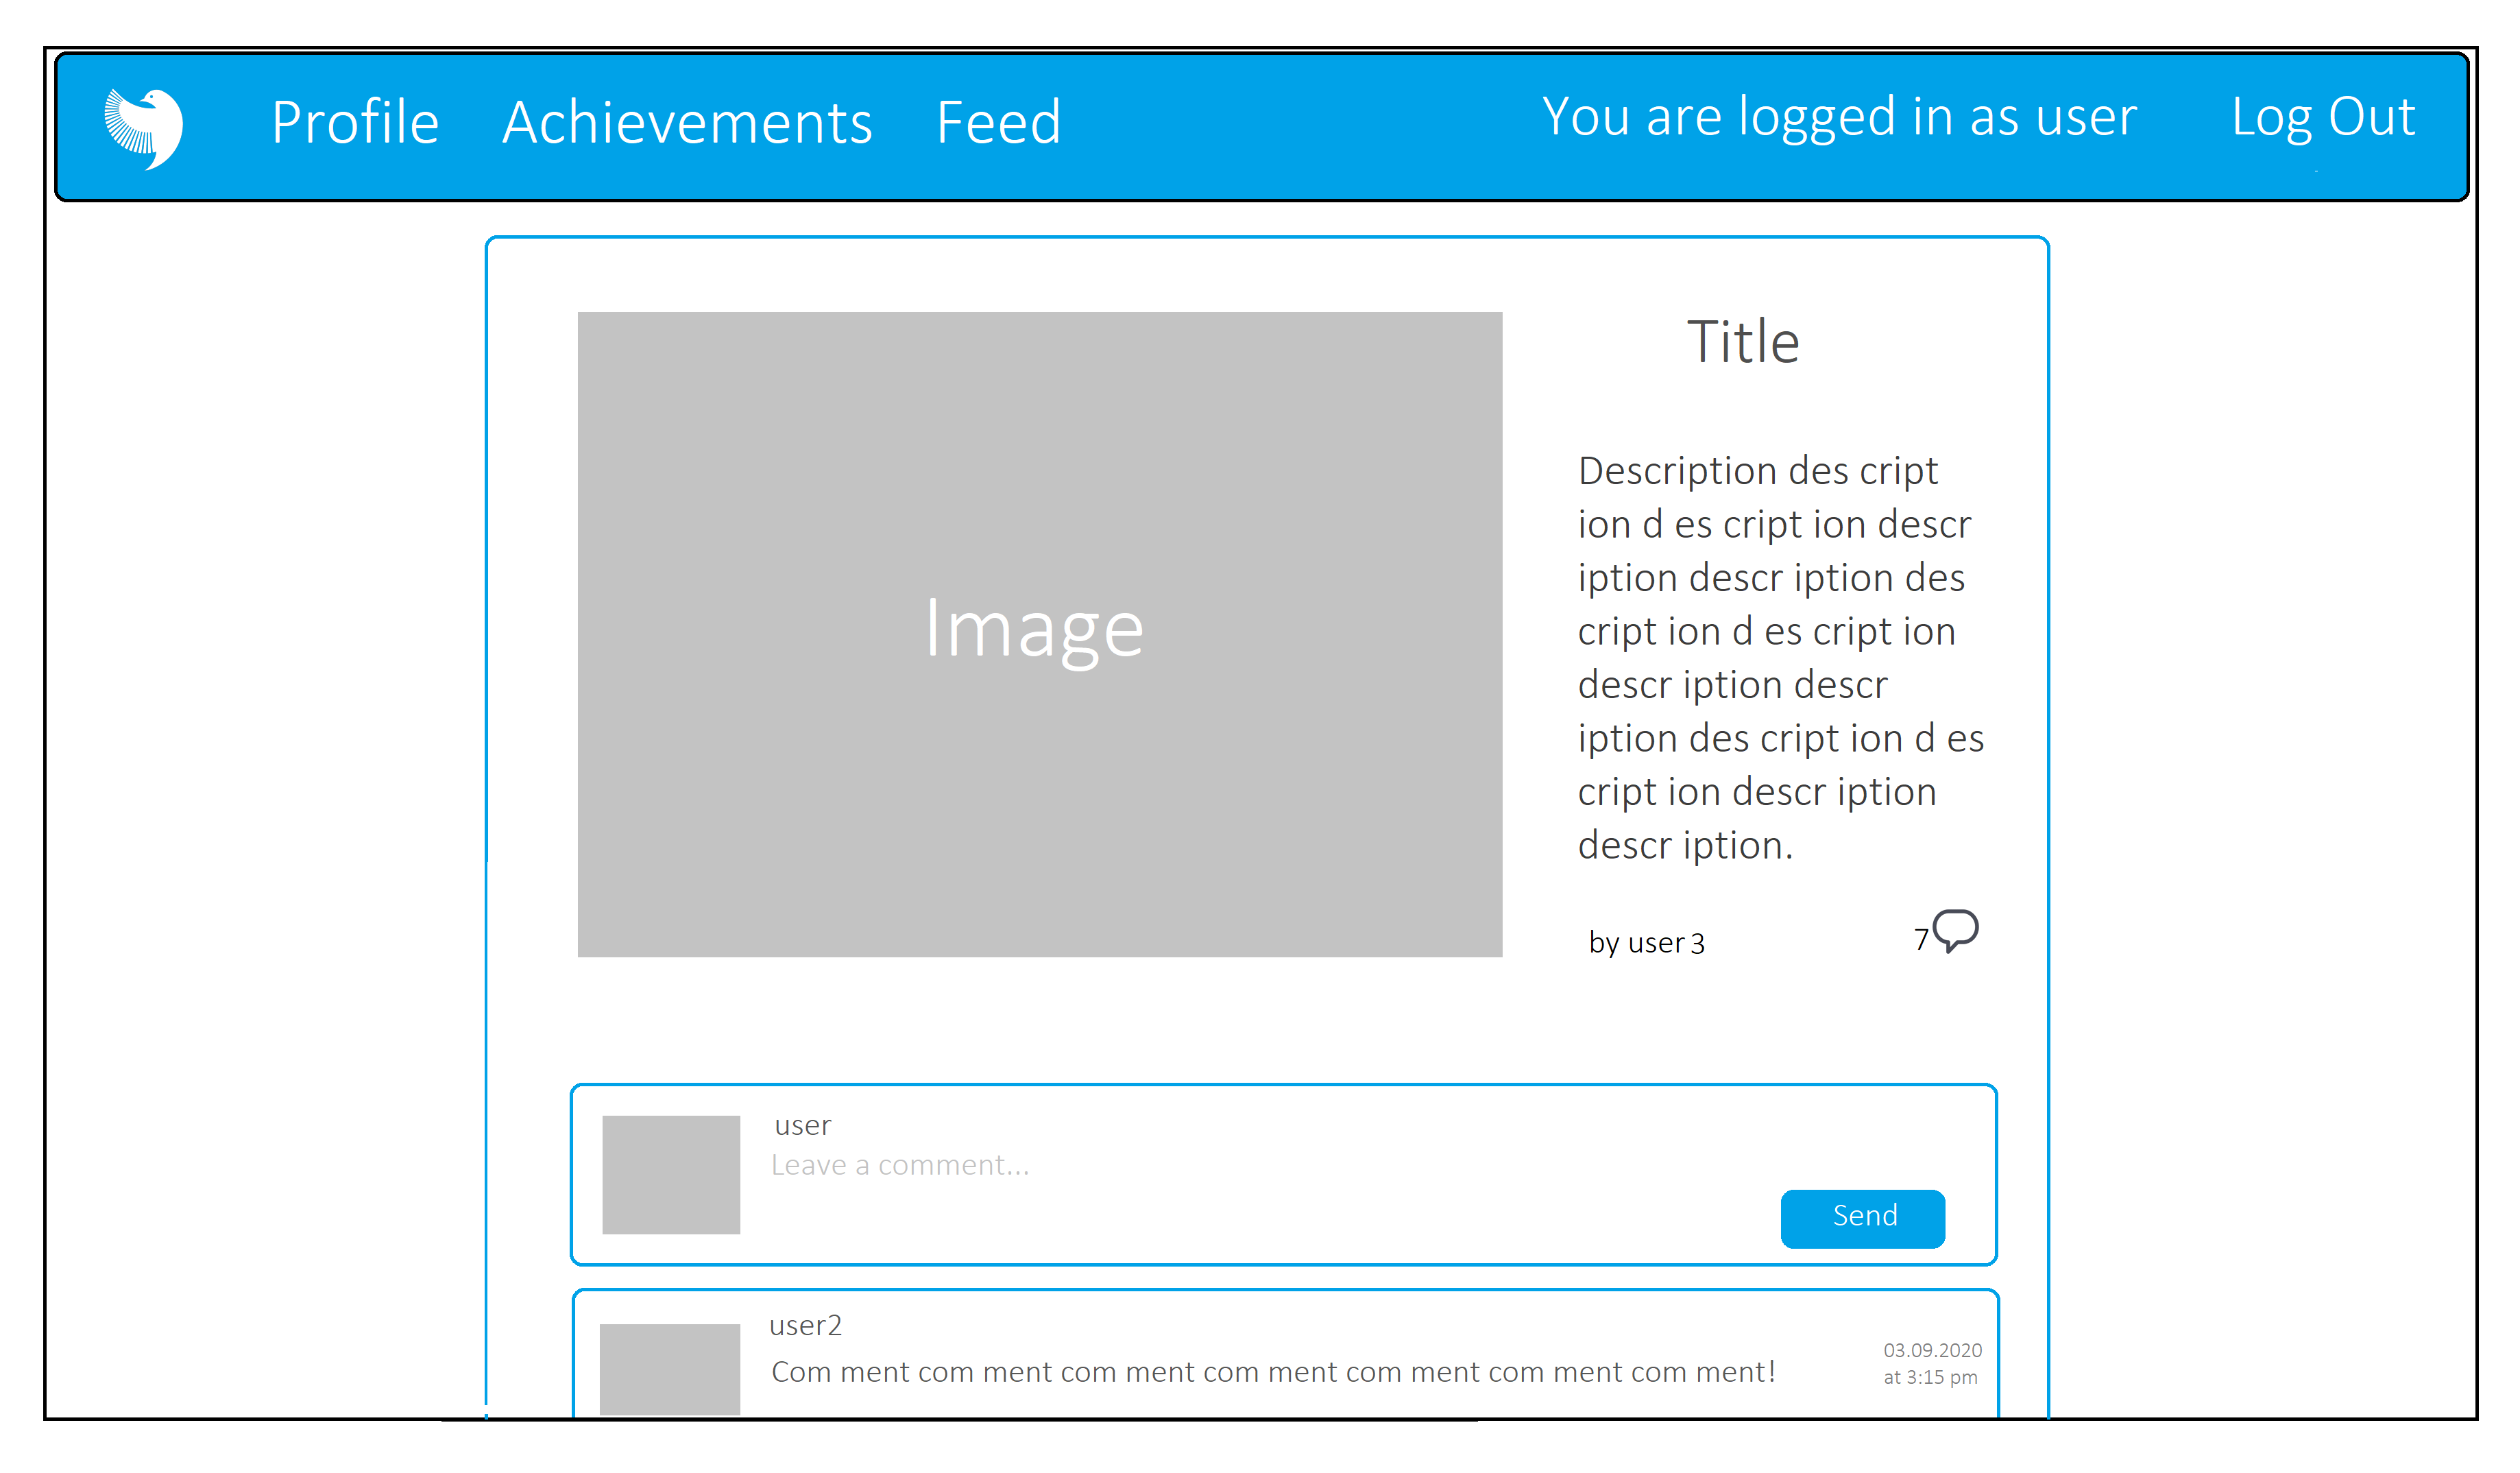 Profile Achievements Feed You are logged in as user Log Out
Image
Title
Description des cript
ion d es cript ion descr
iption descr iption des
cript ion d es cript ion
descr iption descr
iption des cript ion d es
cript ion descr iption
descr iption.
by user 3 7
user
Leave a comment...
Send
user2
Com ment com ment com ment com ment com ment com ment com ment!
03.09.2020
at 3:15 pm